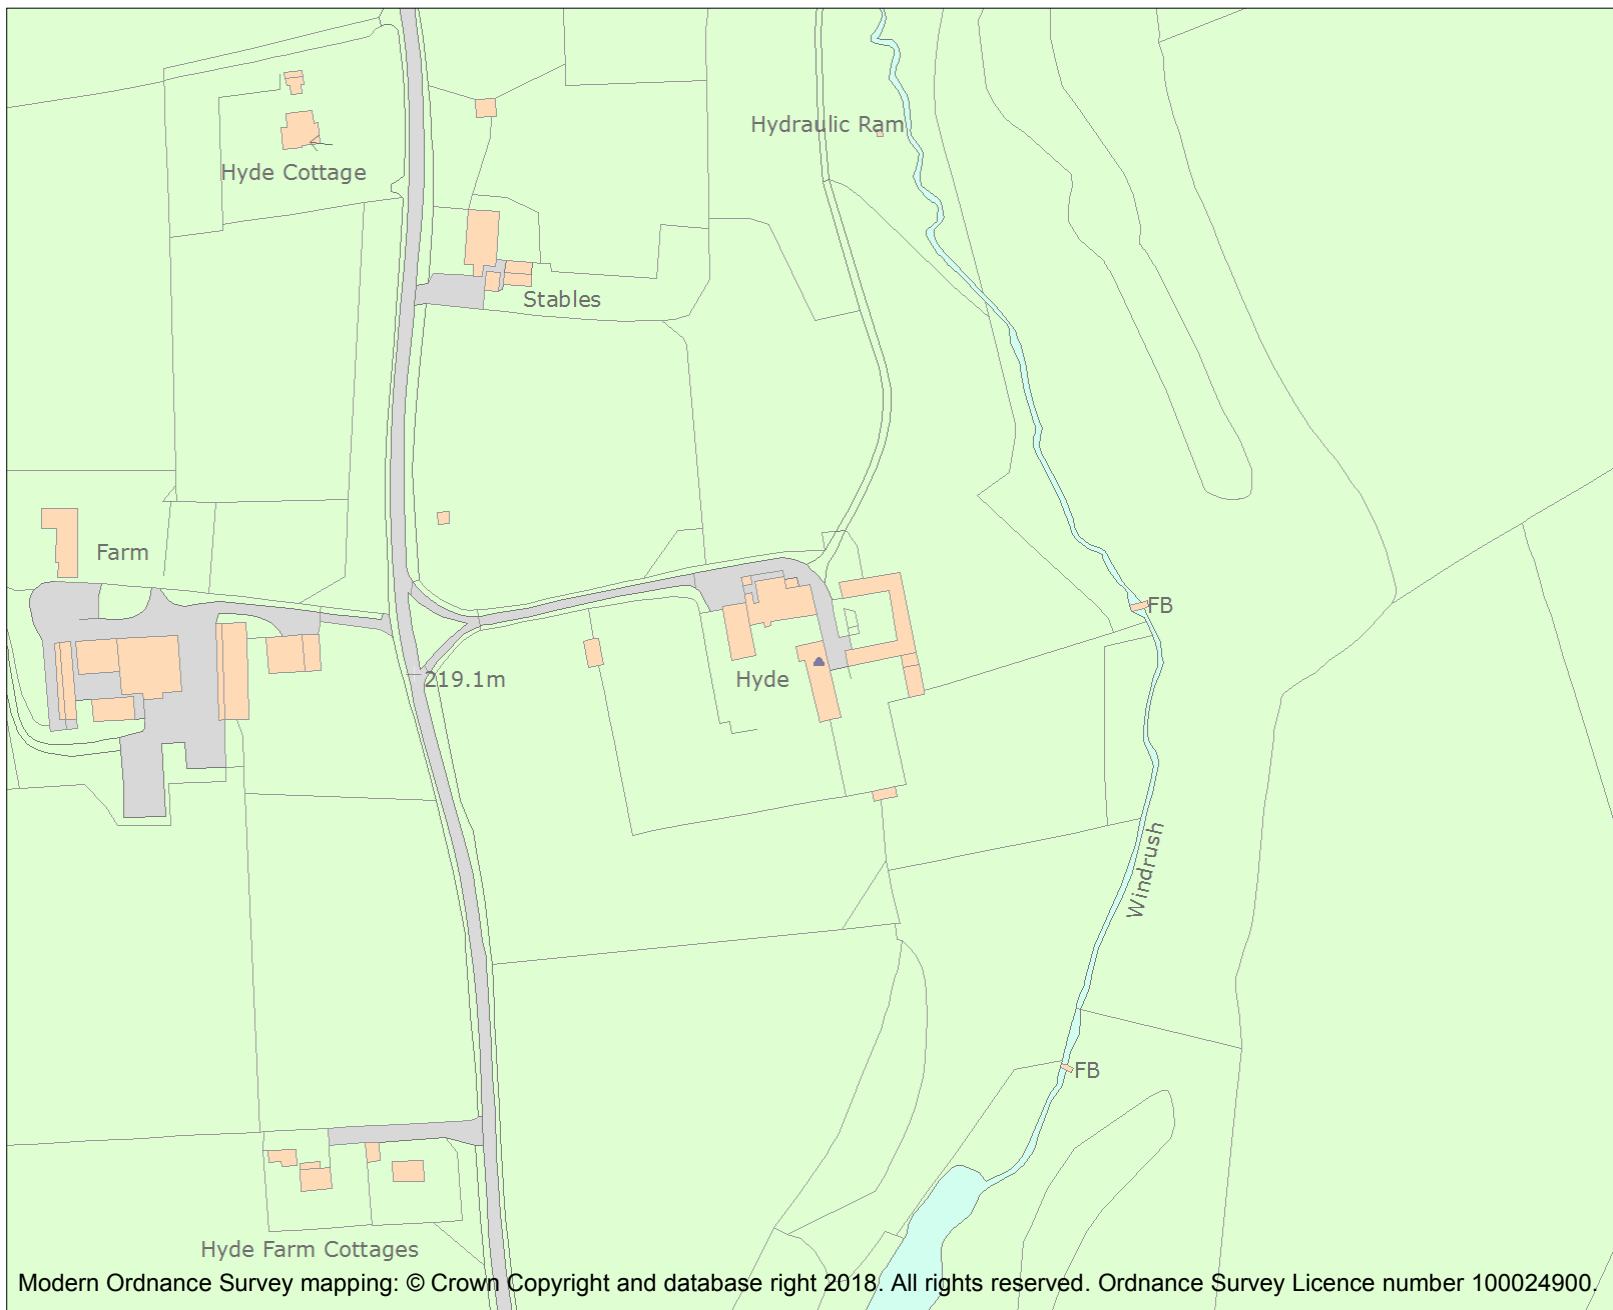 Hydraulic Ram
Hyde Cottage
Stables
Farm
FB
219.1m
Hyde
Windrush
FB
Hyde Farm Cottages
Modern Ordnance Survey mapping: © Crown Copyright and database right 2018. All rights reserved. Ordnance Survey Licence number 100024900.